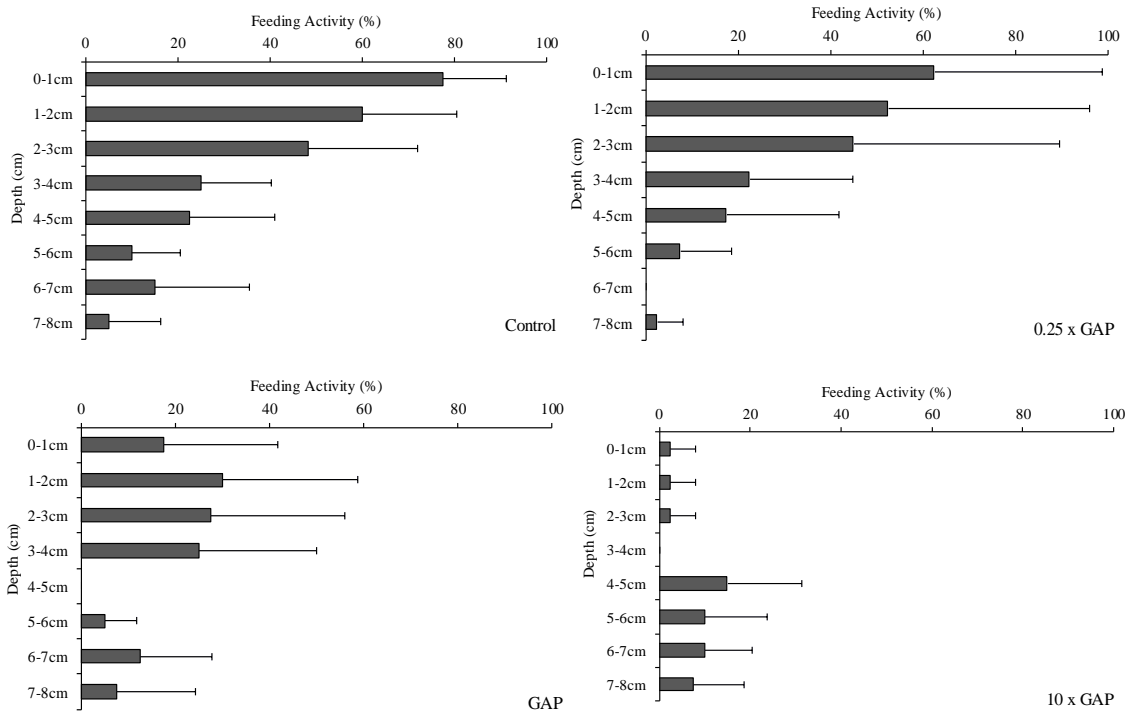 Feeding Activity (%)
0 20 40 60 80 100
Depth (cm)
0-1cm
1-2cm
2-3cm
3-4cm
4-5cm
5-6cm
6-7cm
7-8cm
Control
Feeding Activity (%)
0 20 40 60 80 100
Depth (cm)
0-1cm
1-2cm
2-3cm
3-4cm
4-5cm
5-6cm
6-7cm
7-8cm
0.25 x GAP
Feeding Activity (%)
0 20 40 60 80 100
Depth (cm)
0-1cm
1-2cm
2-3cm
3-4cm
4-5cm
5-6cm
6-7cm
7-8cm
GAP
Feeding Activity (%)
0 20 40 60 80 100
Depth (cm)
0-1cm
1-2cm
2-3cm
3-4cm
4-5cm
5-6cm
6-7cm
7-8cm
10 x GAP